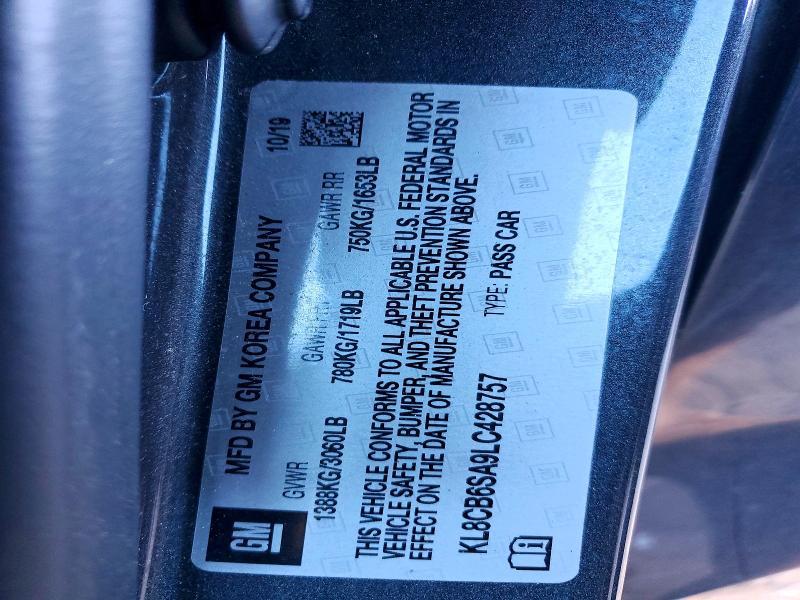 GM
MFD BY GM KOREA COMPANY 10/19
GVWR GAWR FRT GAWR RR
1388KG/3060LB 780KG/1719LB 750KG/1653LB
THIS VEHICLE CONFORMS TO ALL APPLICABLE U.S. FEDERAL MOTOR
VEHICLE SAFETY, BUMPER, AND THEFT PREVENTION STANDARDS IN
EFFECT ON THE DATE OF MANUFACTURE SHOWN ABOVE.
KL8CB6SA9LC428757 TYPE: PASS CAR